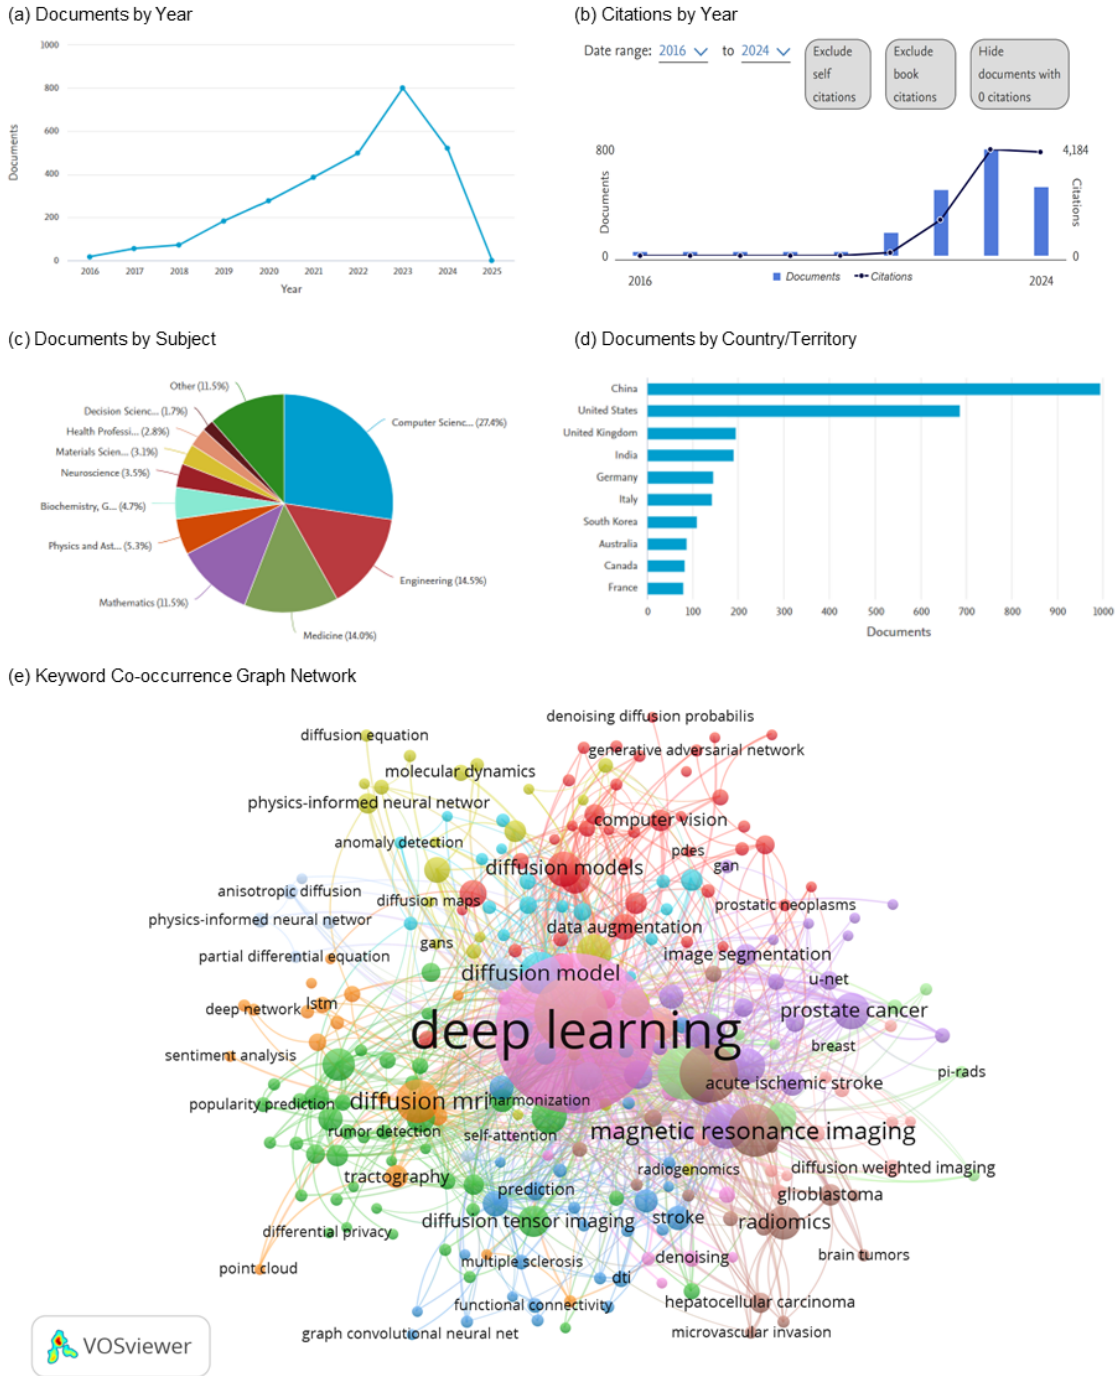 (a) Documents by Year
1000
800
600
400
200
0
Documents
2016 2017 2018 2019 2020 2021 2022 2023 2024 2025
Year
(b) Citations by Year
Date range: 2016 to 2024
Exclude self citations
Exclude book citations
Hide documents with 0 citations
800
0
Documents
4,184
0
Citations
2016
2024
Documents Citations
(c) Documents by Subject
Other (11.5%)
Decision Scienc... (1.7%)
Health Professi... (2.8%)
Materials Scien... (3.1%)
Neuroscience (3.5%)
Biochemistry, G... (4.7%)
Physics and Ast... (5.3%)
Mathematics (11.5%)
Computer Scienc... (27.4%)
Engineering (14.5%)
Medicine (14.0%)
(d) Documents by Country/Territory
China
United States
United Kingdom
India
Germany
Italy
South Korea
Australia
Canada
France
0 100 200 300 400 500 600 700 800 900 1000
Documents
(e) Keyword Co-occurrence Graph Network
denoising diffusion probabilis
diffusion equation
generative adversarial network
molecular dynamics
physics-informed neural networ
computer vision
anomaly detection
pdes
diffusion models
gan
anisotropic diffusion
diffusion maps
prostatic neoplasms
physics-informed neural networ
data augmentation
gans
partial differential equation
image segmentation
diffusion model
u-net
deep network
lstm
prostate cancer
deep learning
breast
sentiment analysis
pi-rads
acute ischemic stroke
popularity prediction
diffusion mri
harmonization
rumor detection
self-attention
magnetic resonance imaging
tractography
radiogenomics
diffusion weighted imaging
prediction
glioblastoma
diffusion tensor imaging
stroke
radiomics
differential privacy
point cloud
multiple sclerosis
denoising
brain tumors
dti
functional connectivity
hepatocellular carcinoma
graph convolutional neural net
microvascular invasion
VOSviewer